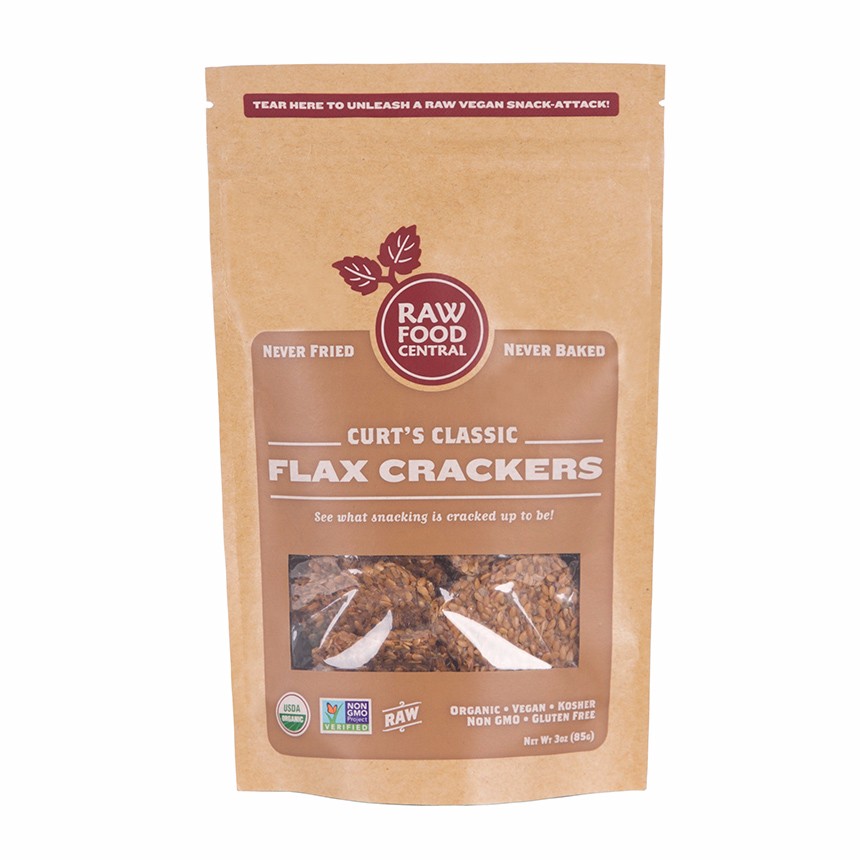 TEAR HERE TO UNLEASH A RAW VEGAN SNACK-ATTACK!
RAW
FOOD
CENTRAL
NEVER FRIED
NEVER BAKED
CURT'S CLASSIC
FLAX CRACKERS
See what snacking is cracked up to be!
USDA
ORGANIC
NON
GMO
Project
VERIFIED
RAW
ORGANIC • VEGAN • KOSHER
NON GMO • GLUTEN FREE
NET WT 3OZ (85G)